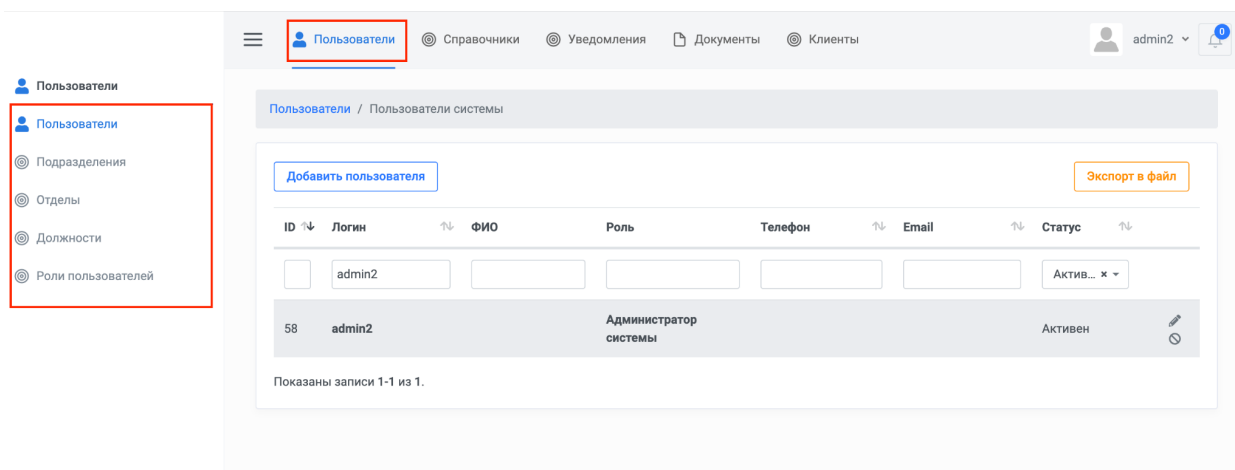 Пользователи Справочники Уведомления Документы Клиенты admin2 0
Пользователи
Пользователи
Подразделения
Отделы
Должности
Роли пользователей
Пользователи / Пользователи системы
Добавить пользователя Экспорт в файл
ID Логин ФИО Роль Телефон Email Статус
admin2 Актив... ×
58 admin2 Администратор системы Активен
Показаны записи 1-1 из 1.